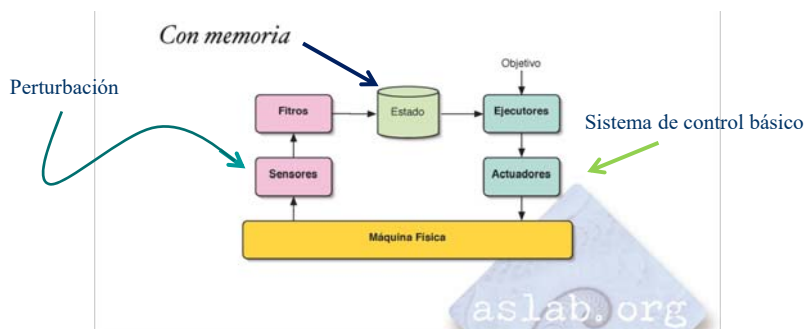 Con memoria
Objetivo
Perturbación
Fitros
Estado
Ejecutores
Sistema de control básico
Sensores
Actuadores
Máquina Física
aslab.org